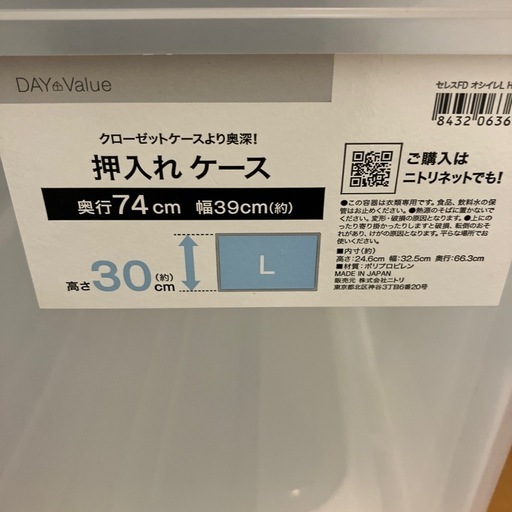 DAY Value
セレスFD オシイレL H
8432 0636
クローゼットケースより奥深!
押入れ ケース
奥行74cm 幅39cm(約)
高さ30(約)cm
L
ご購入は
ニトリネットでも!
●この容器は衣類専用です。食品、飲料水の保
管はお止めください。●熱源のそばに置かないで
ください。変形・破損の原因となります。●上にの
ったり寄り掛かったりしますと破損、転倒のおそ
れがあり、けがの原因となります。平らな場所でお
使いください。
■内寸(約)
高さ:24.6cm 幅:32.5cm 奥行:66.3cm
■材質:ポリプロピレン
MADE IN JAPAN
販売元 株式会社ニトリ
東京都北区神谷3丁目6番20号